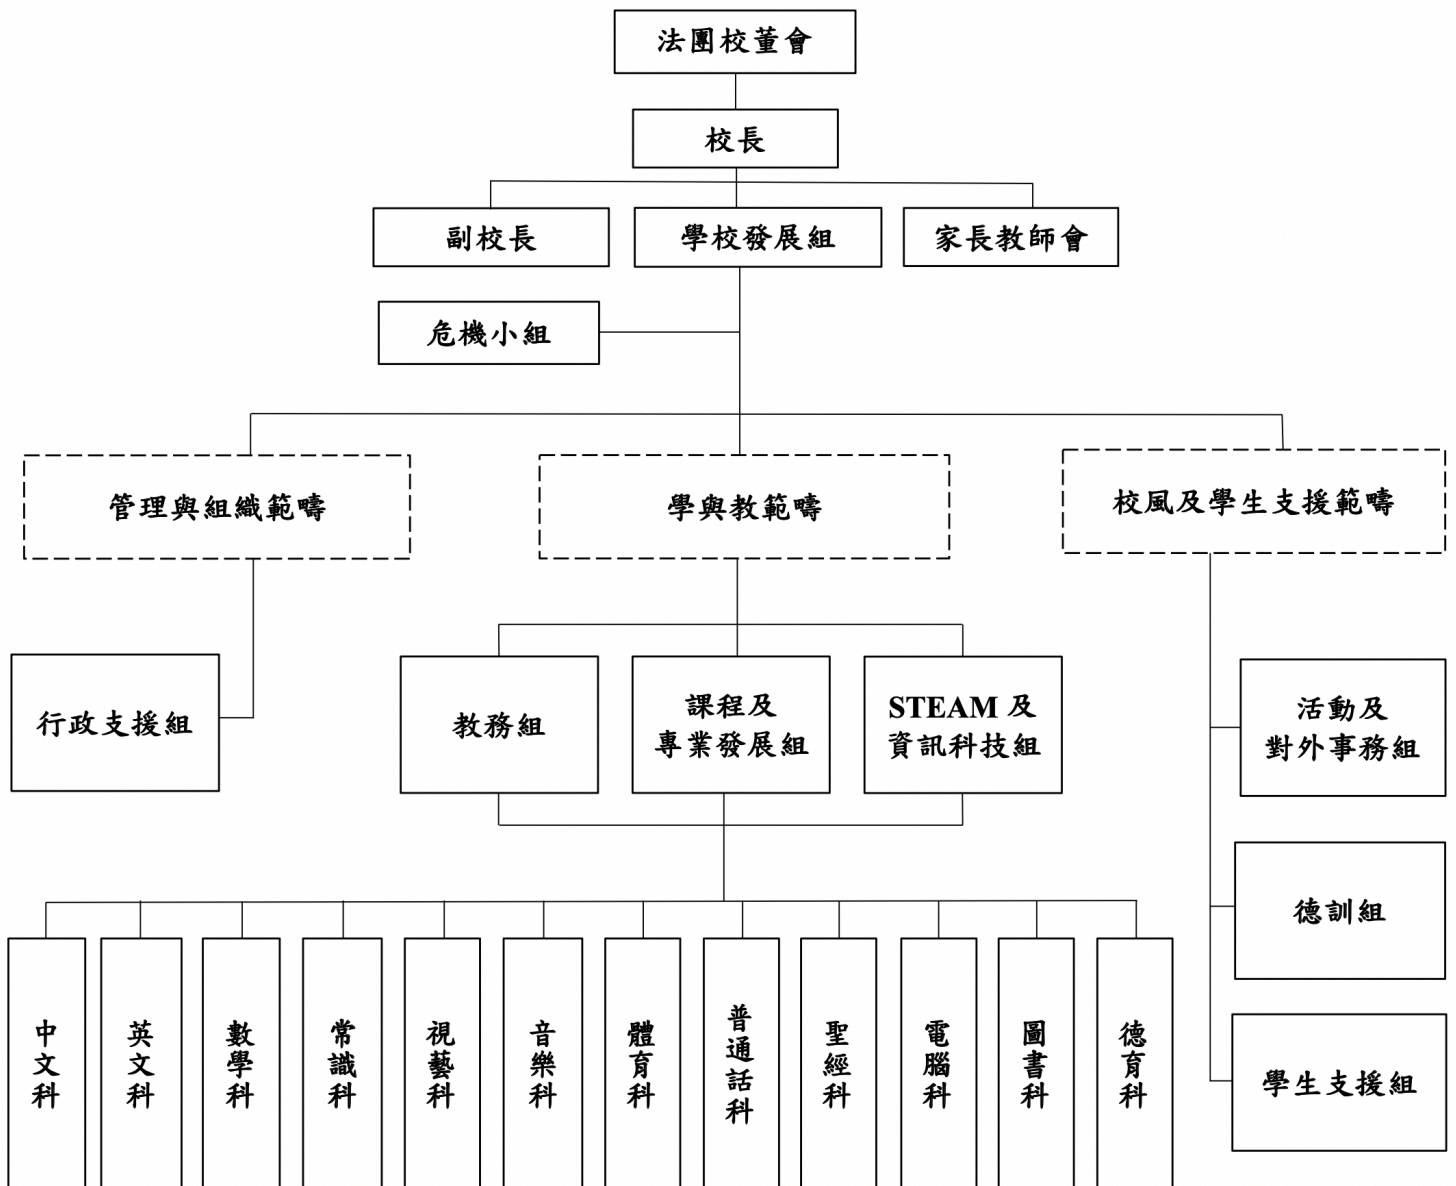 法團校董會
校長
副校長
學校發展組
家長教師會
危機小組
管理與組織範疇
學與教範疇
校風及學生支援範疇
行政支援組
教務組
課程及
專業發展組
STEAM 及
資訊科技組
活動及
對外事務組
德訓組
學生支援組
中文科
英文科
數學科
常識科
視藝科
音樂科
體育科
普通話科
聖經科
電腦科
圖書科
德育科